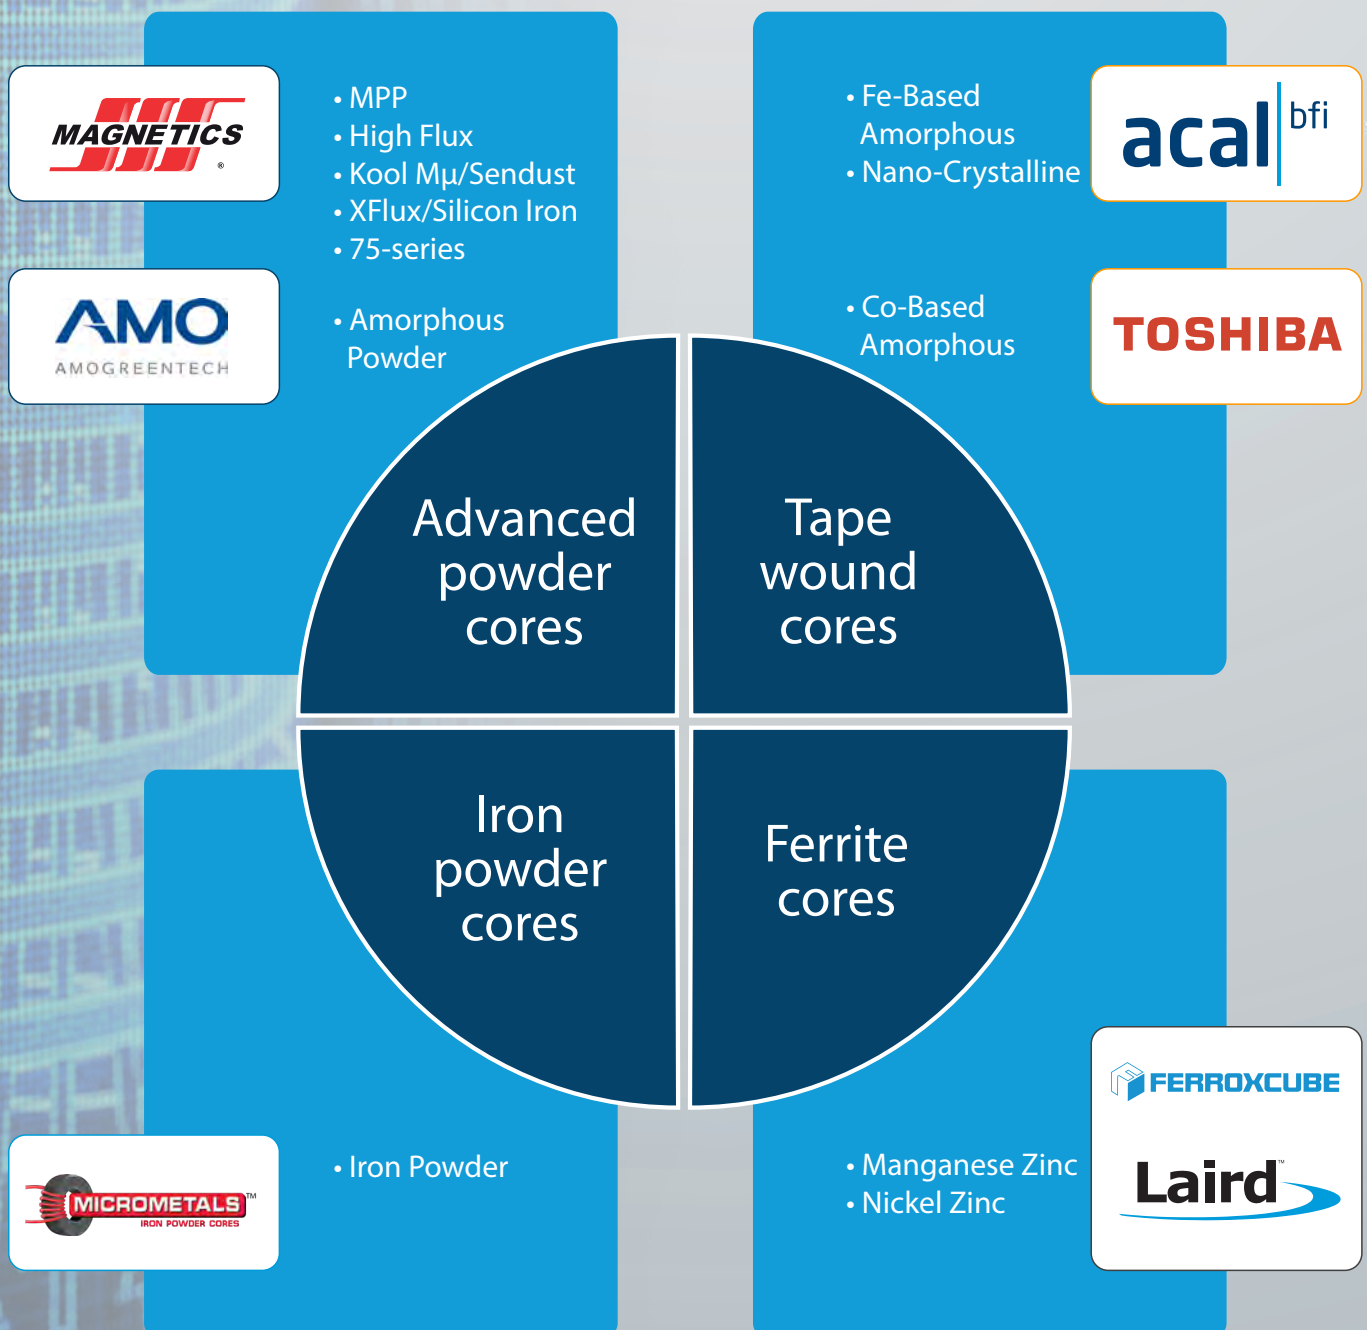 MAGNETICS
®
• MPP
• High Flux
• Kool Mµ/Sendust
• XFlux/Silicon Iron
• 75-series
AMO
AMOGREENTECH
• Amorphous
Powder
• Fe-Based
Amorphous
• Nano-Crystalline
acal bfi
• Co-Based
Amorphous
TOSHIBA
Advanced
powder
cores
Tape
wound
cores
Iron
powder
cores
Ferrite
cores
MICROMETALS™
IRON POWDER CORES
• Iron Powder
• Manganese Zinc
• Nickel Zinc
FERROXCUBE
Laird™